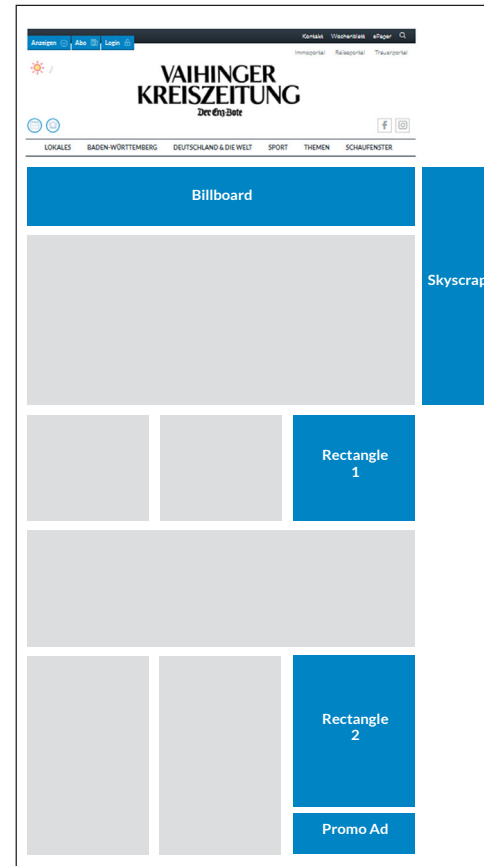 Kontakt Wochenblatt ePaper
Anzeigen Abo Login
Immoportal Reiseportal Trauerportal
VAIHINGER
KREISZEITUNG
Der Enz-Bote
LOKALES BADEN-WÜRTTEMBERG DEUTSCHLAND & DIE WELT SPORT THEMEN SCHAUFENSTER
Billboard
Skyscrap
Rectangle
1
Rectangle
2
Promo Ad